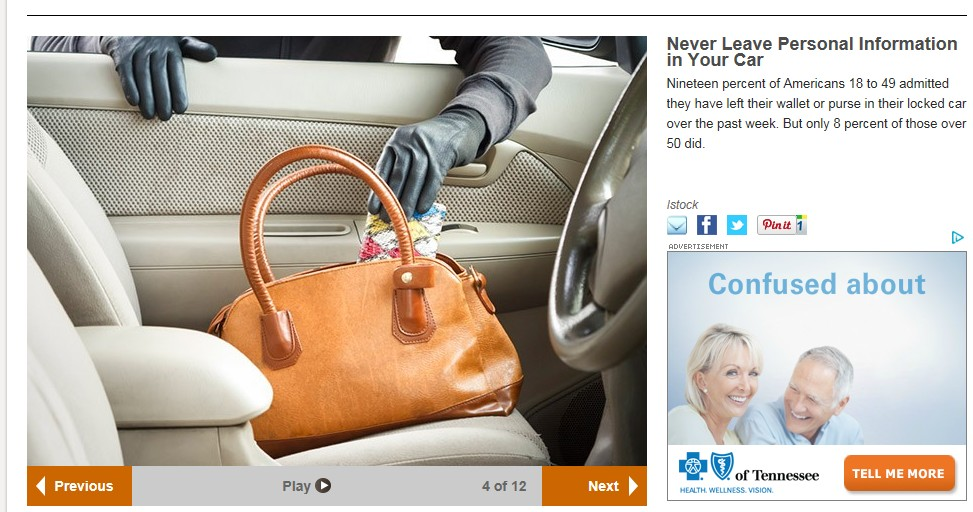 Never Leave Personal Information
in Your Car
Nineteen percent of Americans 18 to 49 admitted
they have left their wallet or purse in their locked car
over the past week. But only 8 percent of those over
50 did.
Istock
Pin it 1
ADVERTISEMENT
Confused about
of Tennessee
HEALTH. WELLNESS. VISION.
TELL ME MORE
Previous
Play
4 of 12
Next